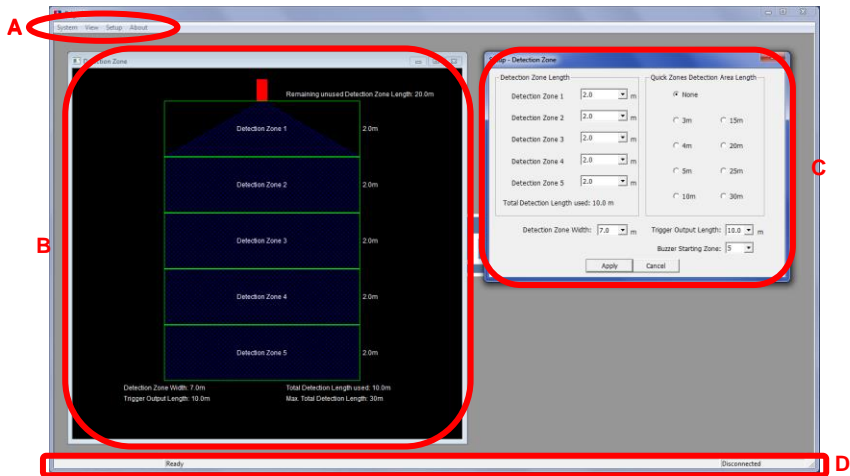 A
System View Setup About
Detection Zone
Remaining unused Detection Zone Length: 20.0m
Detection Zone 1
2.0m
Detection Zone 2
2.0m
Detection Zone 3
2.0m
Detection Zone 4
2.0m
Detection Zone 5
2.0m
Detection Zone Width: 7.0m
Total Detection Length used: 10.0m
Trigger Output Length: 10.0m
Max. Total Detection Length: 30m
B
Setup - Detection Zone
Detection Zone Length
Detection Zone 1 2.0 m
Detection Zone 2 2.0 m
Detection Zone 3 2.0 m
Detection Zone 4 2.0 m
Detection Zone 5 2.0 m
Total Detection Length used: 10.0 m
Quick Zones Detection Area Length
None
3m 15m
4m 20m
5m 25m
10m 30m
Detection Zone Width: 7.0 m
Trigger Output Length: 10.0 m
Buzzer Starting Zone: 5
Apply Cancel
C
Ready
Disconnected
D